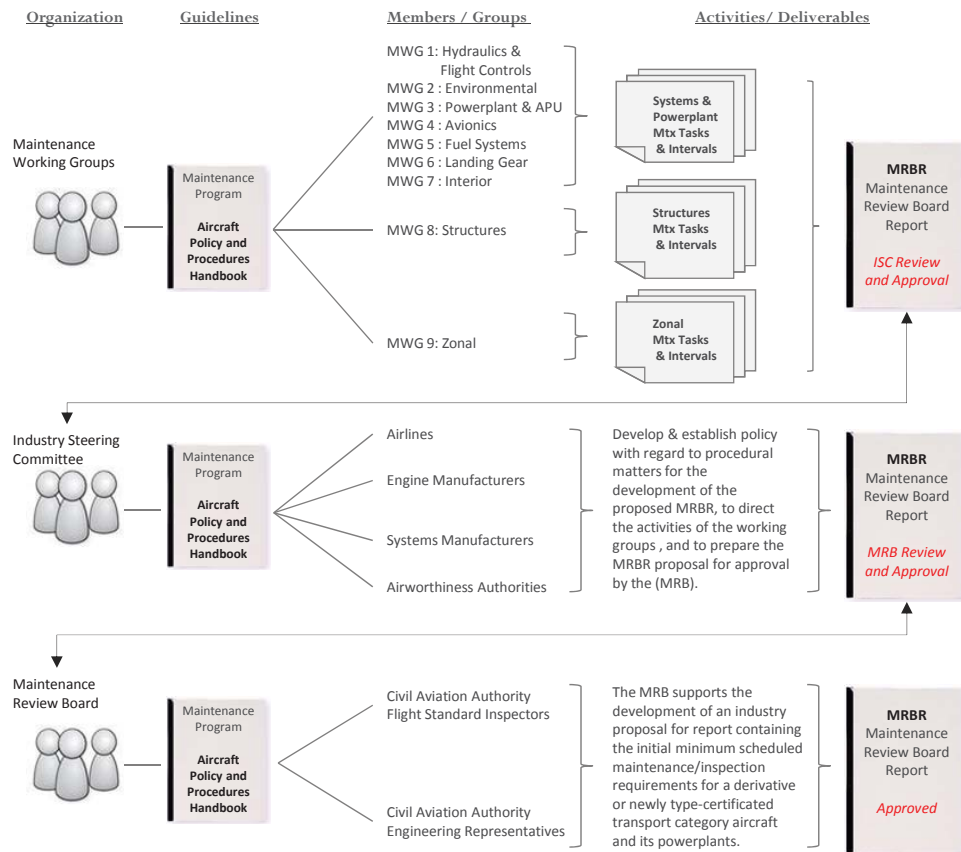 Organization
Guidelines
Members / Groups
Activities/ Deliverables
Maintenance
Working Groups
Maintenance
Program
Aircraft
Policy and
Procedures
Handbook
MWG 1: Hydraulics &
Flight Controls
MWG 2 : Environmental
MWG 3 : Powerplant & APU
MWG 4 : Avionics
MWG 5 : Fuel Systems
MWG 6 : Landing Gear
MWG 7 : Interior
MWG 8: Structures
MWG 9: Zonal
Systems &
Powerplant
Mtx Tasks
& Intervals
Structures
Mtx Tasks
& Intervals
Zonal
Mtx Tasks
& Intervals
MRBR
Maintenance
Review Board
Report
ISC Review
and Approval
Industry Steering
Committee
Maintenance
Program
Aircraft
Policy and
Procedures
Handbook
Airlines
Engine Manufacturers
Systems Manufacturers
Airworthiness Authorities
Develop & establish policy
with regard to procedural
matters for the
development of the
proposed MRBR, to direct
the activities of the working
groups , and to prepare the
MRBR proposal for approval
by the (MRB).
MRBR
Maintenance
Review Board
Report
MRB Review
and Approval
Maintenance
Review Board
Maintenance
Program
Aircraft
Policy and
Procedures
Handbook
Civil Aviation Authority
Flight Standard Inspectors
Civil Aviation Authority
Engineering Representatives
The MRB supports the
development of an industry
proposal for report containing
the initial minimum scheduled
maintenance/inspection
requirements for a derivative
or newly type-certificated
transport category aircraft
and its powerplants.
MRBR
Maintenance
Review Board
Report
Approved